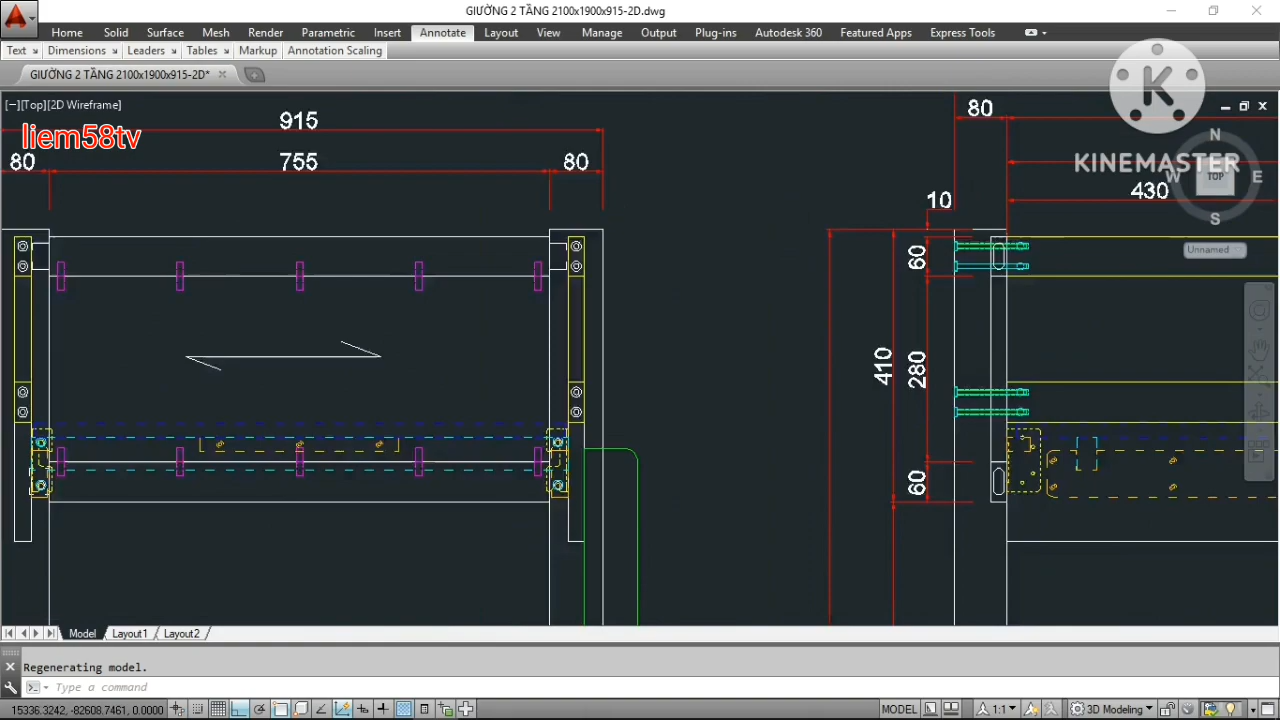 GIƯỜNG 2 TẦNG 2100x1900x915-2D.dwg
Home Solid Surface Mesh Render Parametric Insert Annotate Layout View Manage Output Plug-ins Autodesk 360 Featured Apps Express Tools
Text Dimensions Leaders Tables Markup Annotation Scaling
GIƯỜNG 2 TẦNG 2100x1900x915-2D*
[−][Top][2D Wireframe]
liem58tv
K
KINEMASTER
N
W TOP E
S
Unnamed
915
80 755 80
80
430
10
60
280
410
60
Model Layout1 Layout2
Regenerating model.
Type a command
15336.3242, -82608.7461, 0.0000 MODEL 1:1 3D Modeling